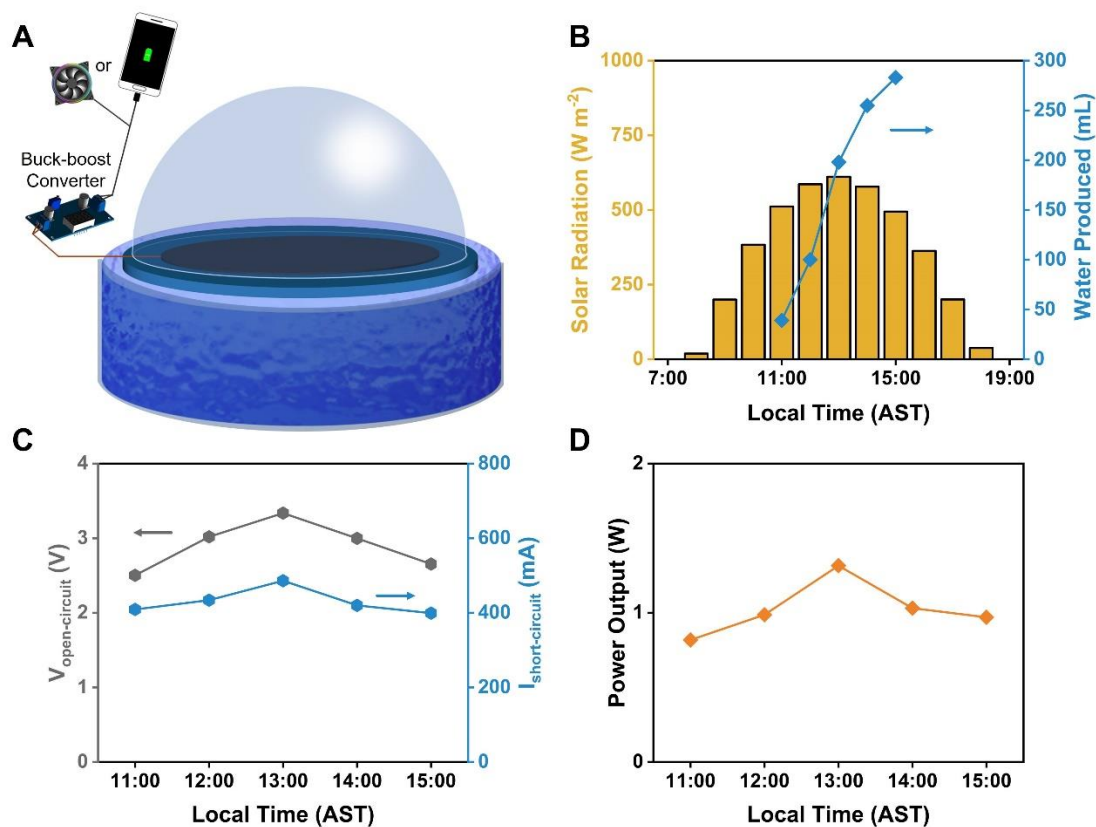 A
or
Buck-boost
Converter
B
Solar Radiation (W m⁻²)
1000
750
500
250
0
300
250
200
150
100
50
0
Water Produced (mL)
7:00 11:00 15:00 19:00
Local Time (AST)
C
V open-circuit (V)
4
3
2
1
0
800
600
400
200
0
I short-circuit (mA)
11:00 12:00 13:00 14:00 15:00
Local Time (AST)
D
Power Output (W)
2
1
0
11:00 12:00 13:00 14:00 15:00
Local Time (AST)